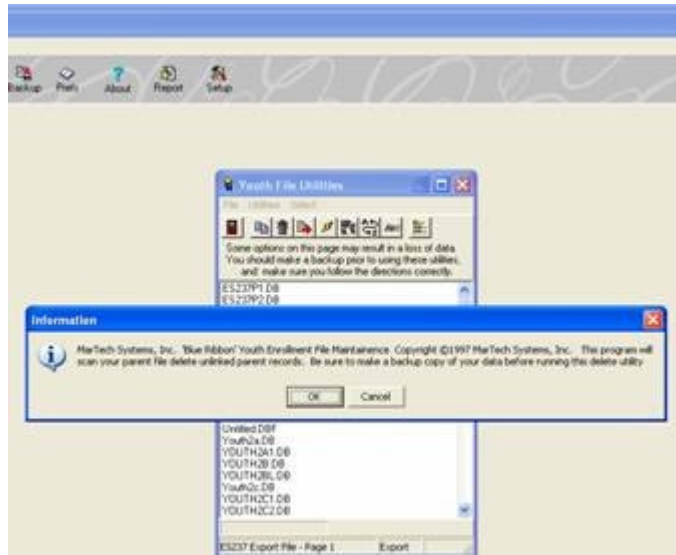 Backup Prefs About Report Setup
Youth File Utilities
File Utilities Select
Some options on this page may result in a loss of data.
You should make a backup prior to using these utilities,
and make sure you follow the directions correctly.
ES237P1.DB
ES237P2.DB
Information
MarTech Systems, Inc. 'Blue Ribbon' Youth Enrollment File Maintainence. Copyright ©1997 MarTech Systems, Inc. This program will
scan your parent file delete unlinked parent records. Be sure to make a backup copy of your data before running this delete utility
OK Cancel
Untitled.DBF
Youth2a.DB
YOUTH2A1.DB
YOUTH2B.DB
YOUTH2BL.DB
Youth2c.DB
YOUTH2C1.DB
YOUTH2C2.DB
ES237 Export File - Page 1 Export